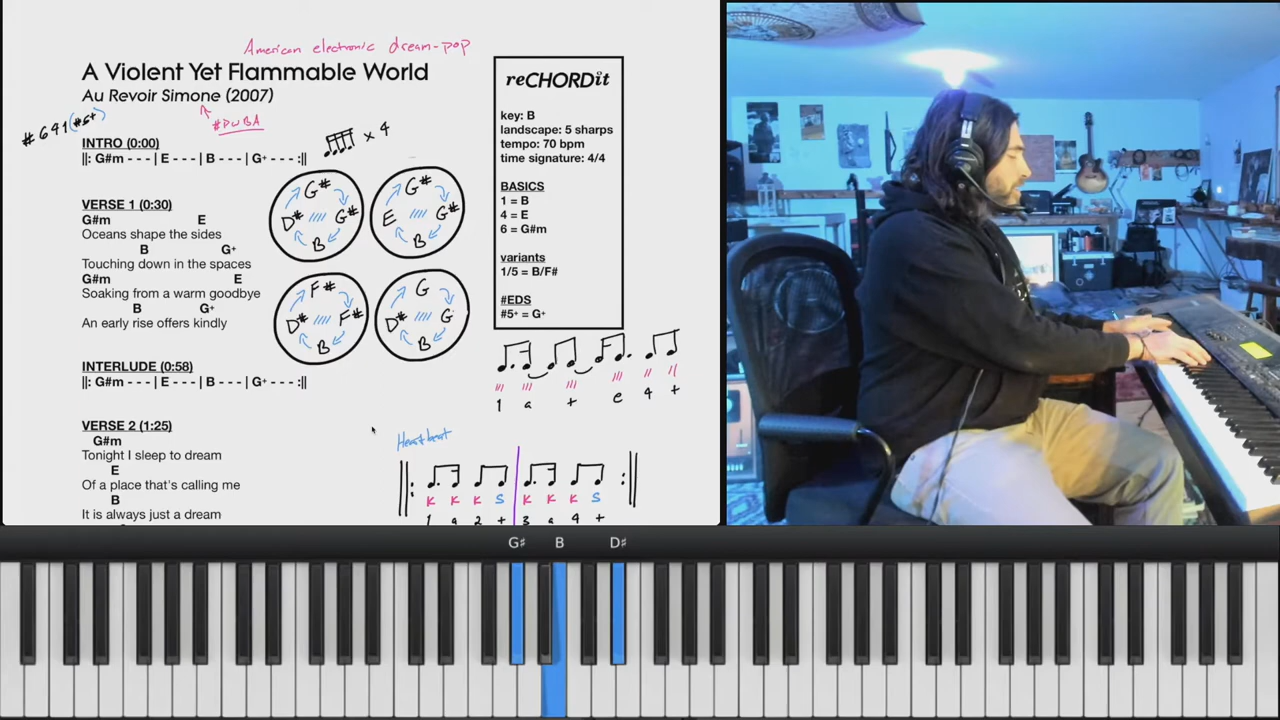 American electronic dream-pop
A Violent Yet Flammable World
Au Revoir Simone (2007)
#DWBA
#641(#5+)
INTRO (0:00)
||: G#m - - - | E - - - | B - - - | G+ - - - :||
x 4
VERSE 1 (0:30)
G#m E
Oceans shape the sides
B G+
Touching down in the spaces
G#m E
Soaking from a warm goodbye
B G+
An early rise offers kindly
INTERLUDE (0:58)
||: G#m - - - | E - - - | B - - - | G+ - - - :||
VERSE 2 (1:25)
G#m
Tonight I sleep to dream
E
Of a place that's calling me
B
It is always just a dream
G#
D# G#
B
G#
E G#
B
F#
D# F#
B
G
D# G
B
reCHORDit
key: B
landscape: 5 sharps
tempo: 70 bpm
time signature: 4/4
BASICS
1 = B
4 = E
6 = G#m
variants
1/5 = B/F#
#EDS
#5+ = G+
1 a + e 4 +
Heartbeat
K K K S K K K S
1 a 2 + 3 a 4 +
G♯ B D♯